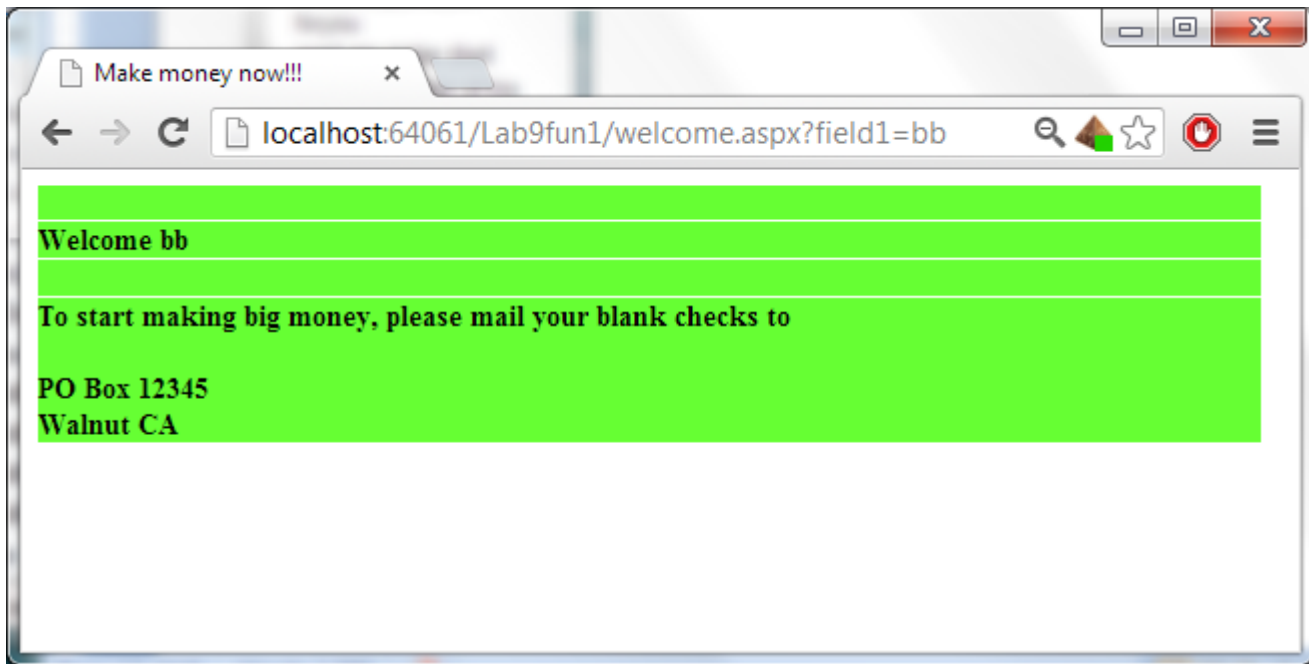 Make money now!!!
localhost:64061/Lab9fun1/welcome.aspx?field1=bb
Welcome bb
To start making big money, please mail your blank checks to
PO Box 12345
Walnut CA